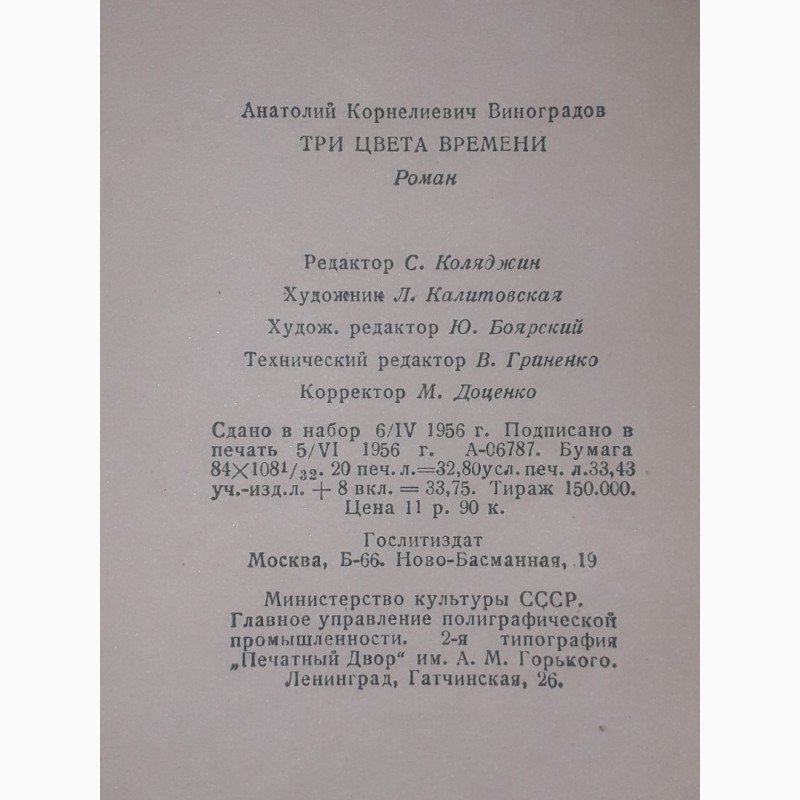 Анатолий Корнелиевич Виноградов
ТРИ ЦВЕТА ВРЕМЕНИ
Роман
Редактор С. Коляджин
Художник Л. Калитовская
Худож. редактор Ю. Боярский
Технический редактор В. Гриненко
Корректор М. Доценко
Сдано в набор 6/IV 1956 г. Подписано в
печать 5/VI 1956 г. А-06787. Бумага
84×108¹/₃₂. 20 печ. л.=32,80усл. печ. л.33,43
уч.-изд.л. + 8 вкл. = 33,75. Тираж 150.000.
Цена 11 р. 90 к.
Гослитиздат
Москва, Б-66. Ново-Басманная, 19
Министерство культуры СССР.
Главное управление полиграфической
промышленности. 2-я типография
„Печатный Двор“ им. А. М. Горького.
Ленинград, Гатчинская, 26.